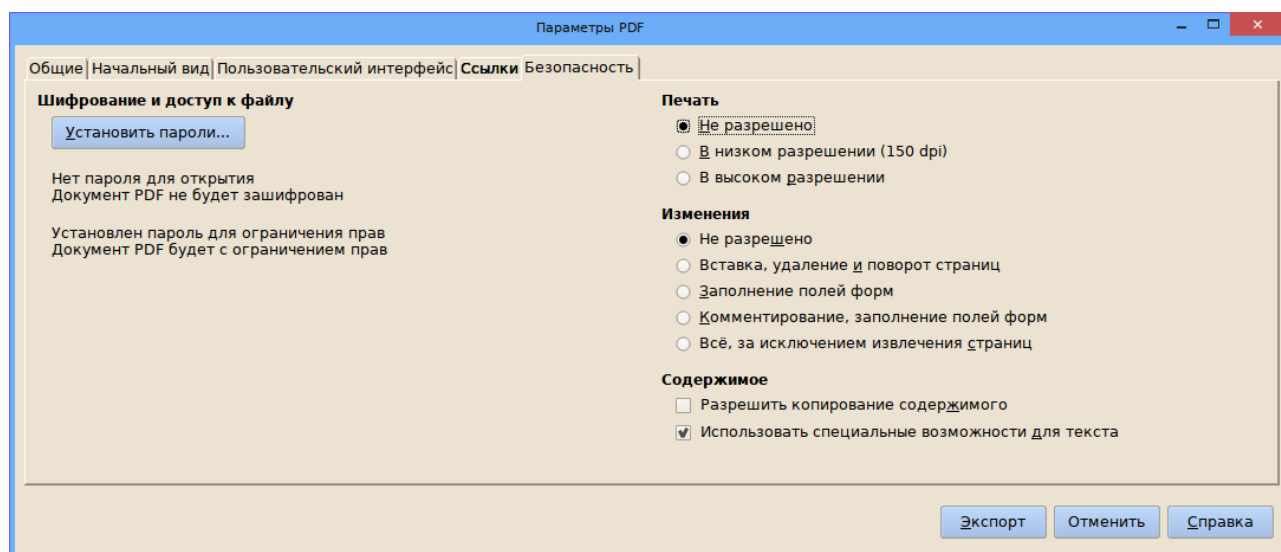 Параметры PDF
Общие Начальный вид Пользовательский интерфейс Ссылки Безопасность
Шифрование и доступ к файлу
Установить пароли...
Нет пароля для открытия
Документ PDF не будет зашифрован
Установлен пароль для ограничения прав
Документ PDF будет с ограничением прав
Печать
Не разрешено
В низком разрешении (150 dpi)
В высоком разрешении
Изменения
Не разрешено
Вставка, удаление и поворот страниц
Заполнение полей форм
Комментирование, заполнение полей форм
Всё, за исключением извлечения страниц
Содержимое
Разрешить копирование содержимого
Использовать специальные возможности для текста
Экспорт Отменить Справка